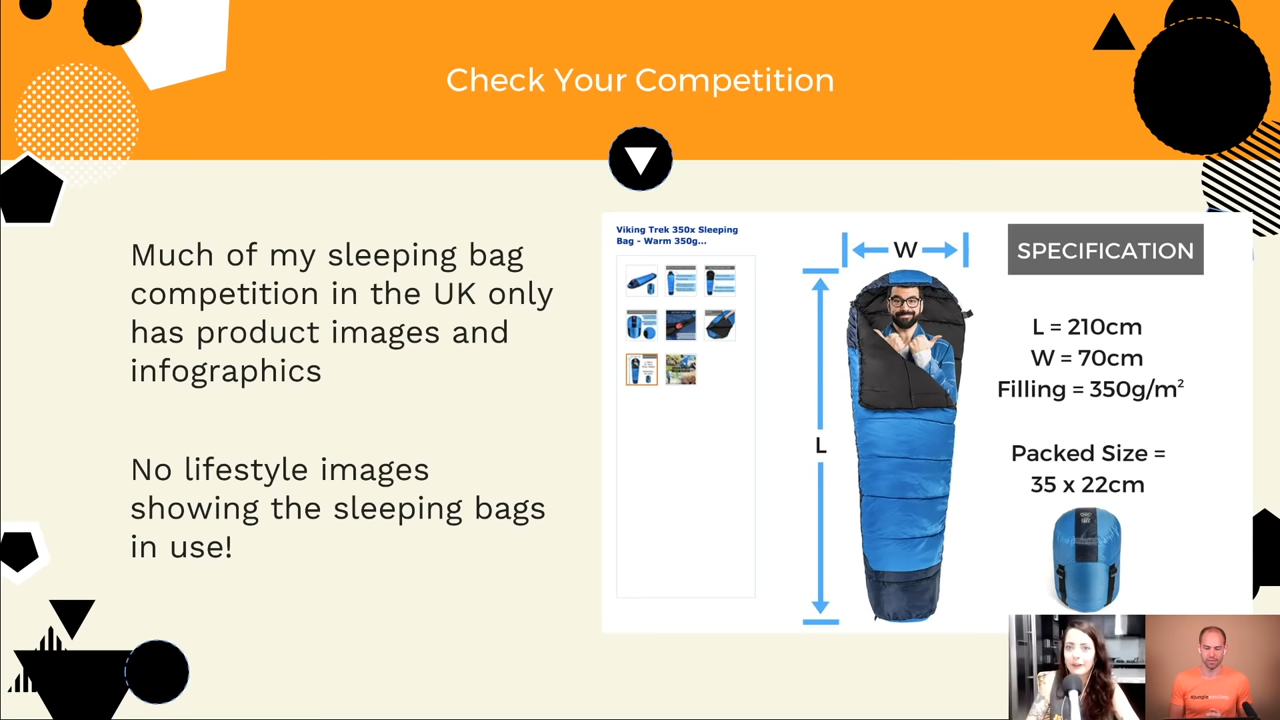 Check Your Competition
Much of my sleeping bag
competition in the UK only
has product images and
infographics
No lifestyle images
showing the sleeping bags
in use!
Viking Trek 350x Sleeping
Bag - Warm 350g...
W
L
SPECIFICATION
L = 210cm
W = 70cm
Filling = 350g/m²
Packed Size =
35 x 22cm